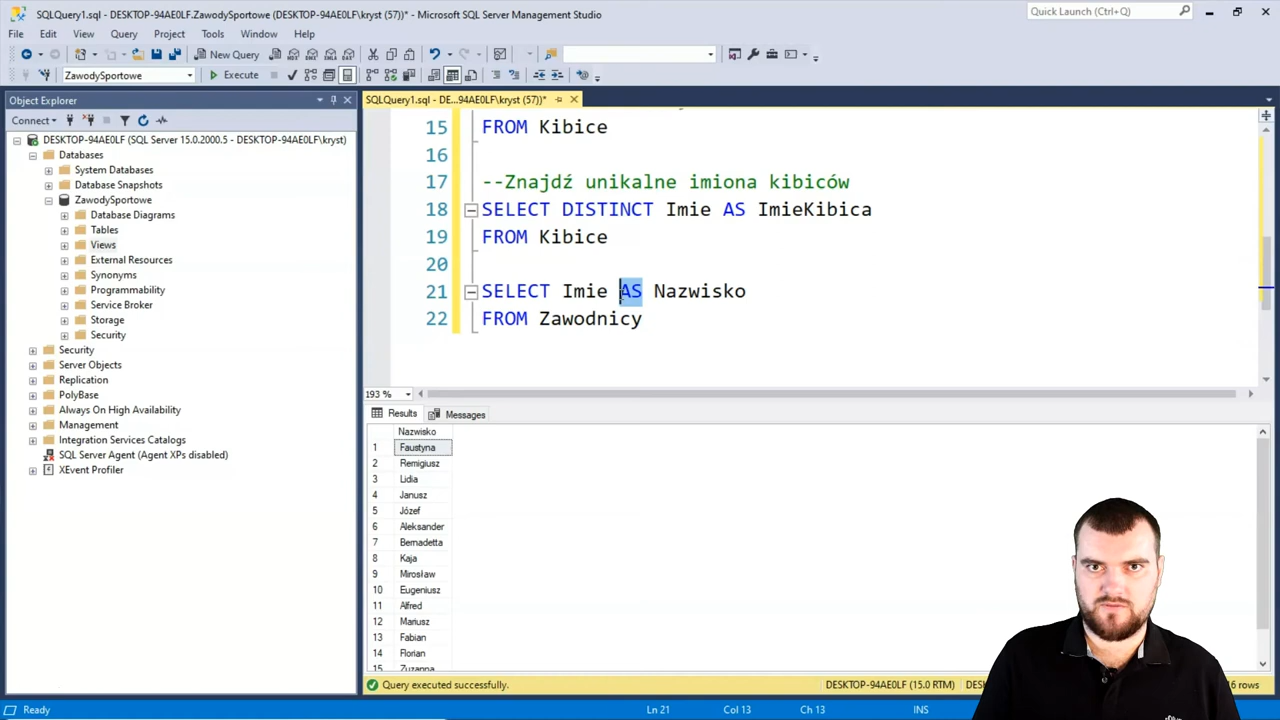 SQLQuery1.sql - DESKTOP-94AE0LF.ZawodySportowe (DESKTOP-94AE0LF\kryst (57))* - Microsoft SQL Server Management Studio
Quick Launch (Ctrl+Q)
File Edit View Query Project Tools Window Help
New Query
ZawodySportowe Execute
Object Explorer
SQLQuery1.sql - DE...94AE0LF\kryst (57))*
Connect
DESKTOP-94AE0LF (SQL Server 15.0.2000.5 - DESKTOP-94AE0LF\kryst)
Databases
System Databases
Database Snapshots
ZawodySportowe
Database Diagrams
Tables
Views
External Resources
Synonyms
Programmability
Service Broker
Storage
Security
Security
Server Objects
Replication
PolyBase
Always On High Availability
Management
Integration Services Catalogs
SQL Server Agent (Agent XPs disabled)
XEvent Profiler
15 FROM Kibice
16
17 --Znajdź unikalne imiona kibiców
18 SELECT DISTINCT Imie AS ImieKibica
19 FROM Kibice
20
21 SELECT Imie AS Nazwisko
22 FROM Zawodnicy
193 %
Results Messages
Nazwisko
1 Faustyna
2 Remigiusz
3 Lidia
4 Janusz
5 Józef
6 Aleksander
7 Bernadetta
8 Kaja
9 Mirosław
10 Eugeniusz
11 Alfred
12 Mariusz
13 Fabian
14 Florian
15 Zuzanna
Query executed successfully. DESKTOP-94AE0LF (15.0 RTM) rows
Ready Ln 21 Col 13 Ch 13 INS